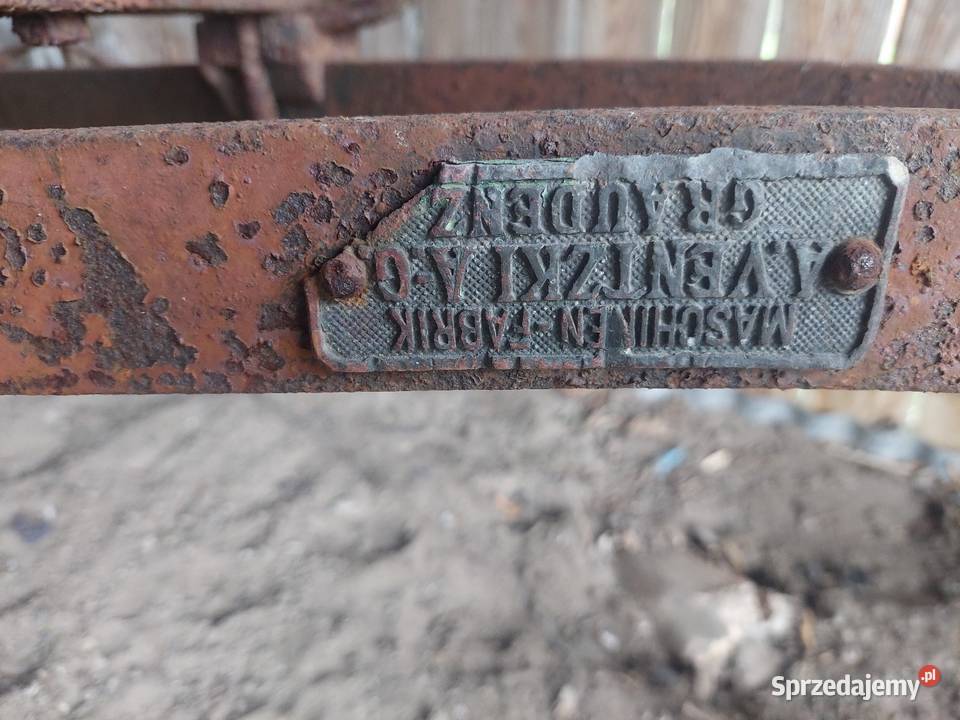 MASCHINEN-FABRIK
A.VENTZKI A-G
GRAUDENZ
Sprzedajemy.pl